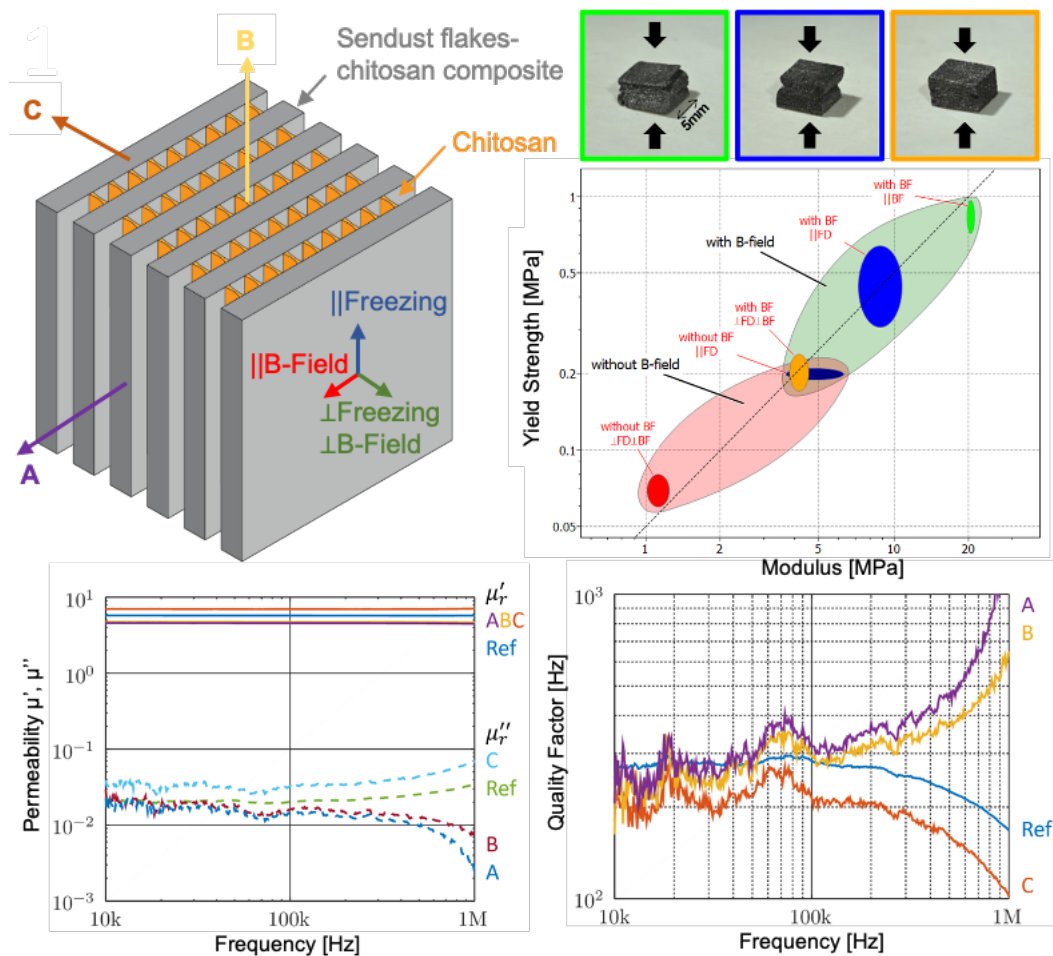 1
B
C
Sendust flakes-
chitosan composite
Chitosan
||Freezing
||B-Field
⊥Freezing
⊥B-Field
A
5mm
Yield Strength [MPa]
1
0.5
0.2
0.1
0.05
with BF
||BF
with BF
||FD
with B-field
with BF
⊥FD⊥BF
without BF
||FD
without B-field
without BF
⊥FD⊥BF
1
2
5
10
20
Modulus [MPa]
Permeability µ', µ''
10¹
10⁰
10⁻¹
10⁻²
10⁻³
µ'ᵣ
ABC
Ref
µ''ᵣ
C
Ref
B
A
10k
100k
1M
Frequency [Hz]
Quality Factor [Hz]
10³
10²
A
B
Ref
C
10k
100k
1M
Frequency [Hz]